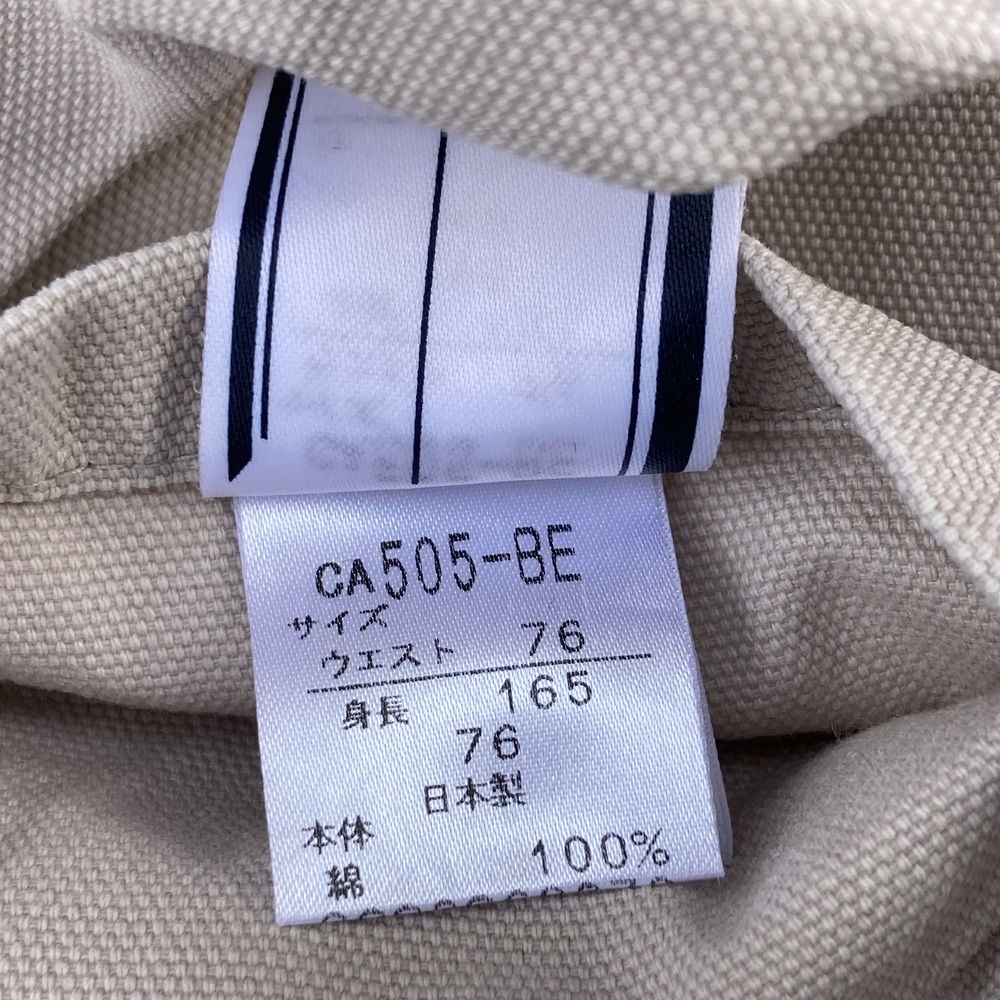 CA505-BE
サイズ
ウエスト 76
身長 165
76
日本製
本体
綿 100%